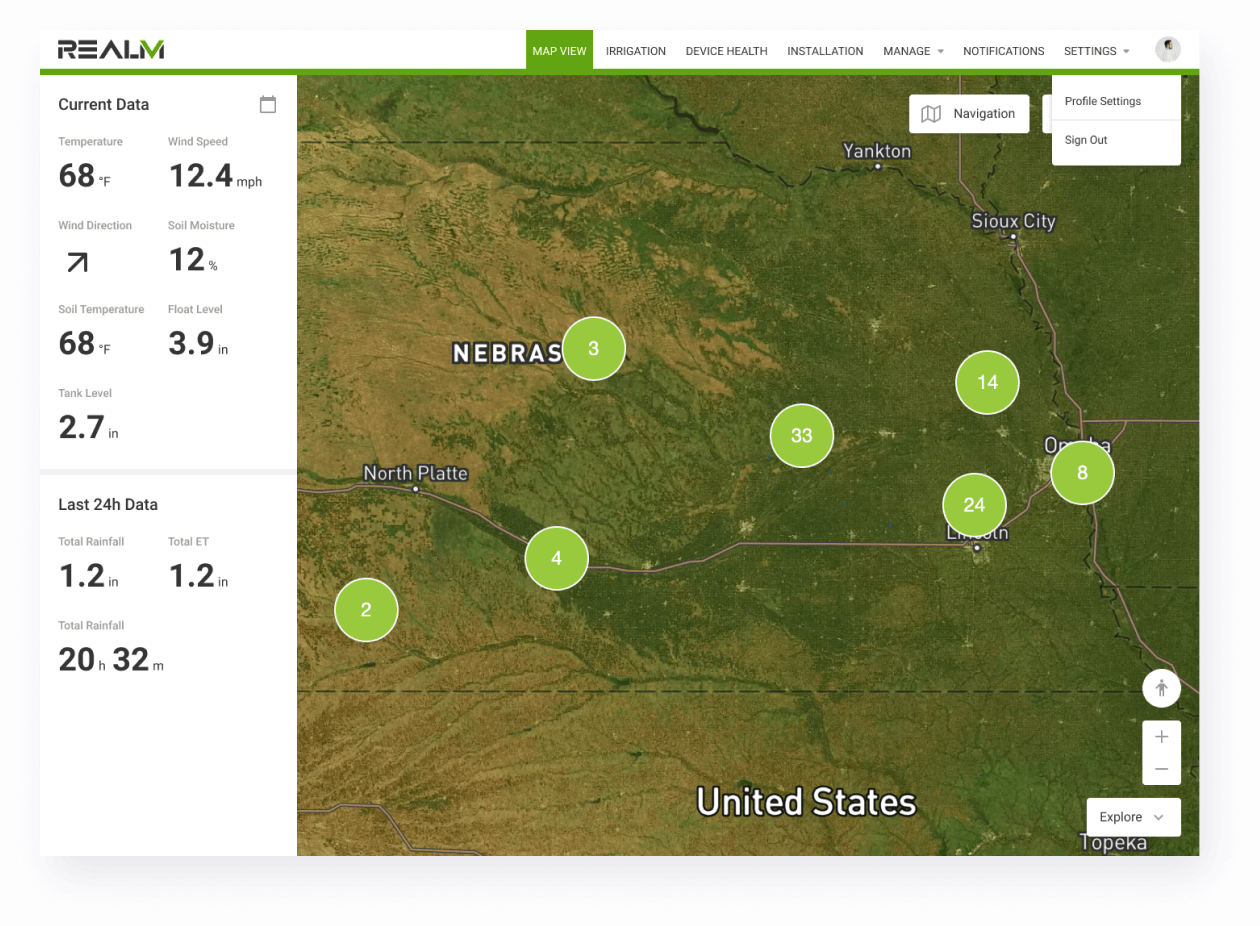 REALM
MAP VIEW IRRIGATION DEVICE HEALTH INSTALLATION MANAGE NOTIFICATIONS SETTINGS
Current Data
Temperature Wind Speed
68 °F 12.4 mph
Wind Direction Soil Moisture
12 %
Soil Temperature Float Level
68 °F 3.9 in
Tank Level
2.7 in
Last 24h Data
Total Rainfall Total ET
1.2 in 1.2 in
Total Rainfall
20 h 32 m
Navigation
Profile Settings
Sign Out
Yankton
Sioux City
NEBRAS 3
14
33
North Platte
8
24
4
2
United States
Explore
Topeka